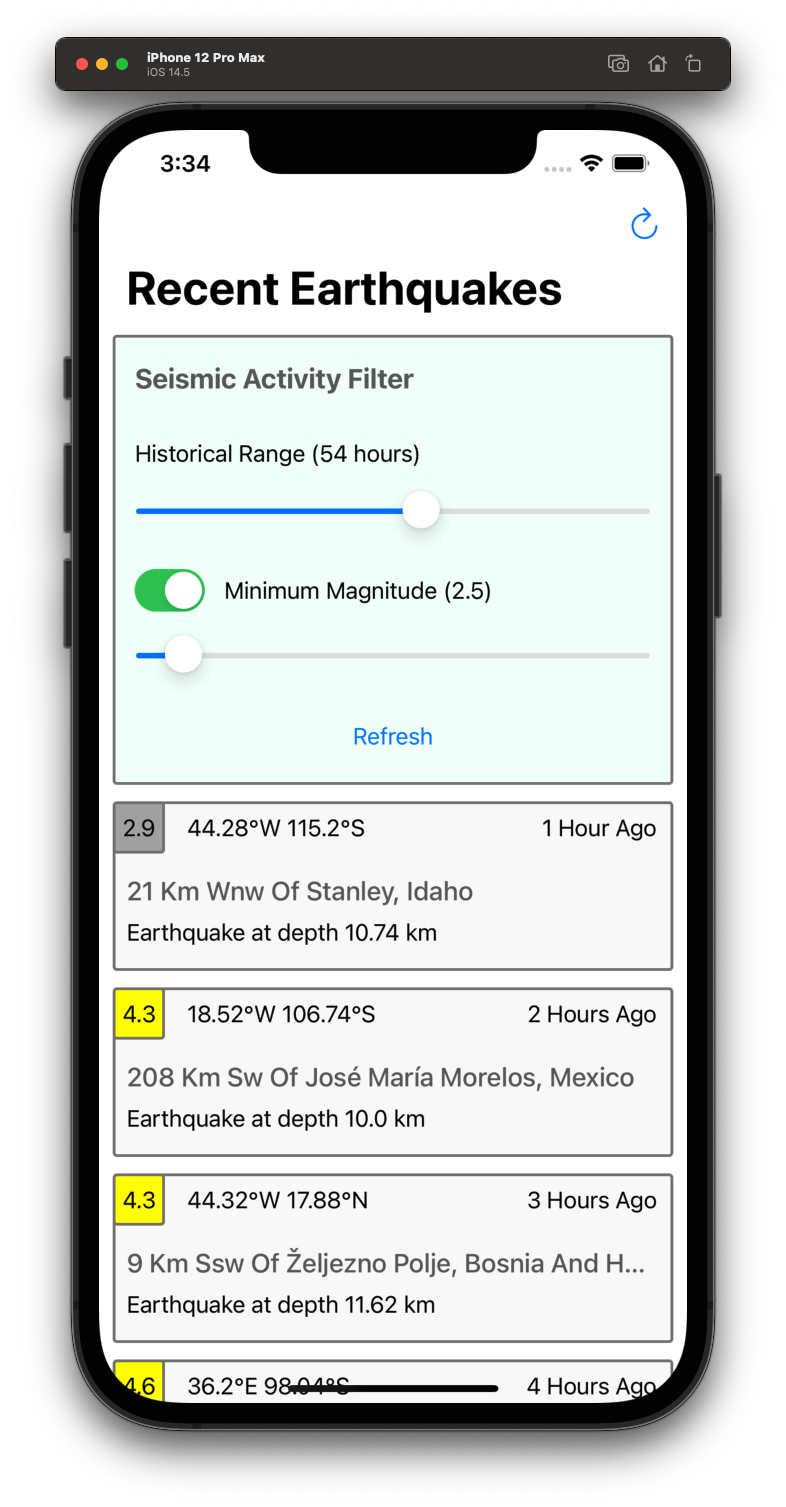 iPhone 12 Pro Max
iOS 14.5
3:34
Recent Earthquakes
Seismic Activity Filter
Historical Range (54 hours)
Minimum Magnitude (2.5)
Refresh
2.9 44.28°W 115.2°S 1 Hour Ago
21 Km Wnw Of Stanley, Idaho
Earthquake at depth 10.74 km
4.3 18.52°W 106.74°S 2 Hours Ago
208 Km Sw Of José María Morelos, Mexico
Earthquake at depth 10.0 km
4.3 44.32°W 17.88°N 3 Hours Ago
9 Km Ssw Of Željezno Polje, Bosnia And H...
Earthquake at depth 11.62 km
4.6 36.2°E 98.04°S 4 Hours Ago